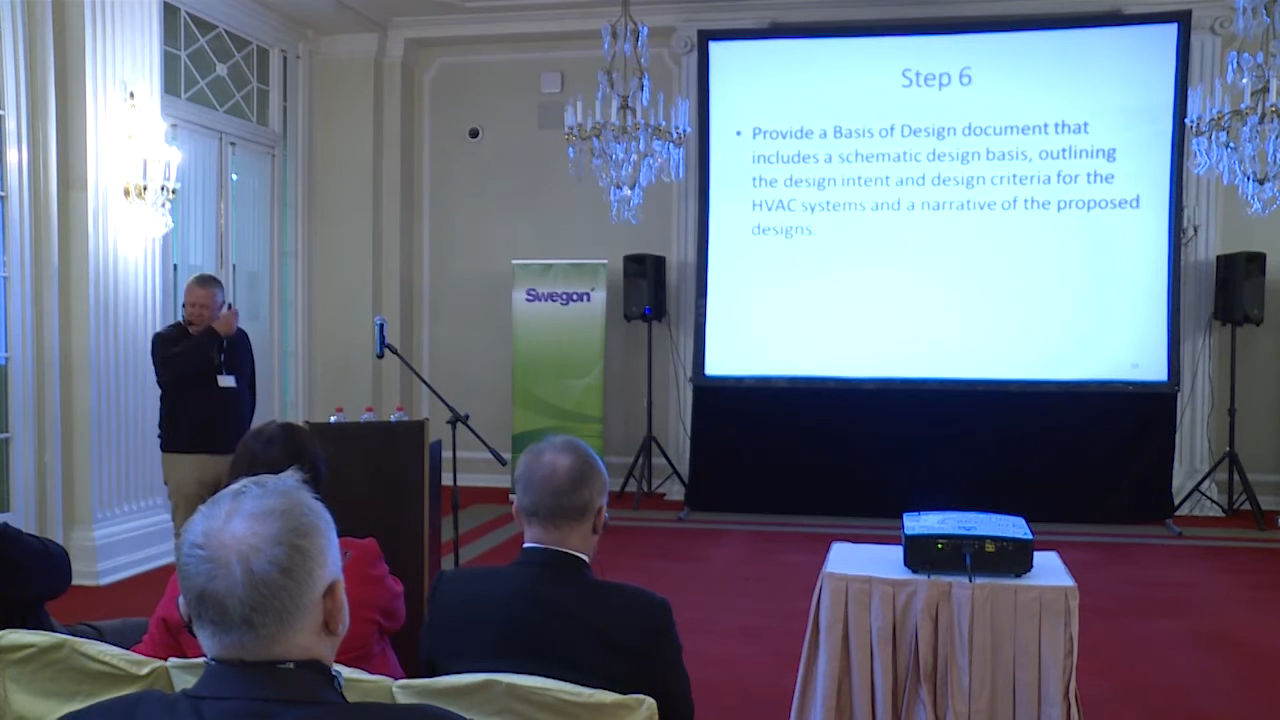 Step 6
• Provide a Basis of Design document that
includes a schematic design basis, outlining
the design intent and design criteria for the
HVAC systems and a narrative of the proposed
designs.
Swegon